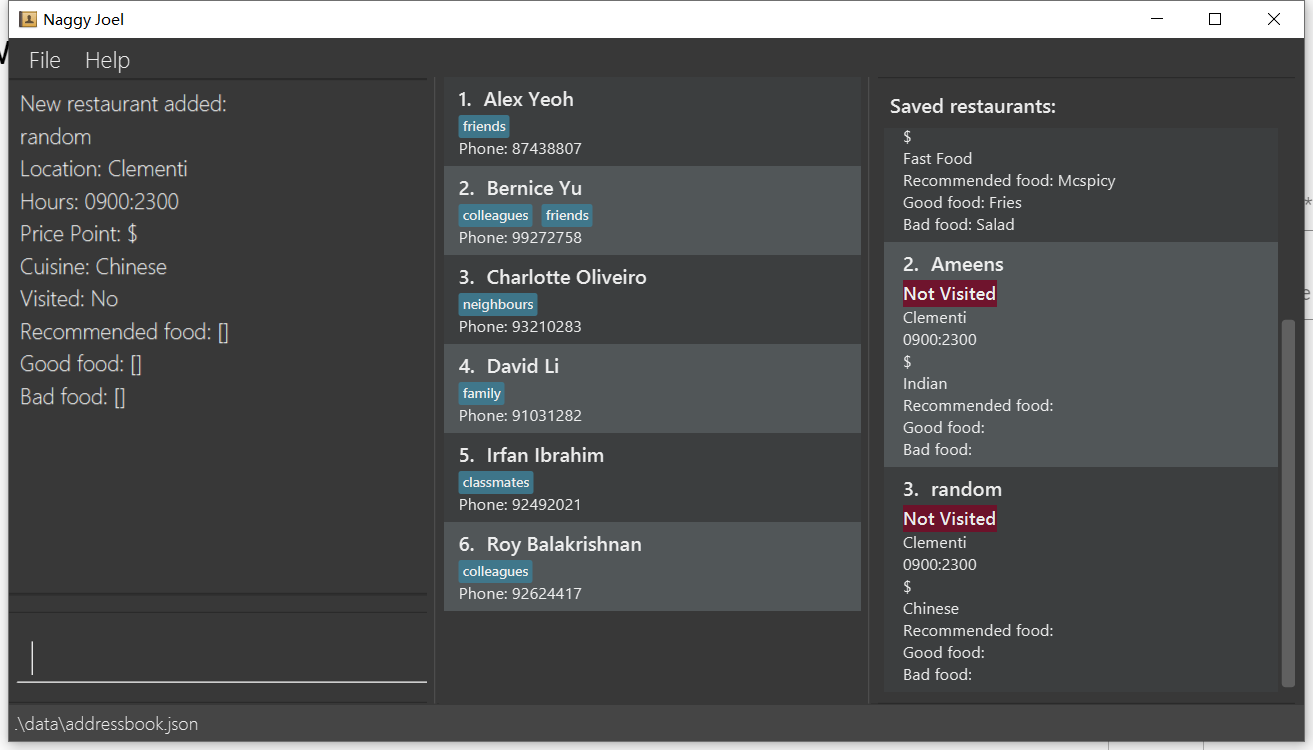 Naggy Joel
File Help
New restaurant added:
random
Location: Clementi
Hours: 0900:2300
Price Point: $
Cuisine: Chinese
Visited: No
Recommended food: []
Good food: []
Bad food: []
1. Alex Yeoh
friends
Phone: 87438807
2. Bernice Yu
colleagues friends
Phone: 99272758
3. Charlotte Oliveiro
neighbours
Phone: 93210283
4. David Li
family
Phone: 91031282
5. Irfan Ibrahim
classmates
Phone: 92492021
6. Roy Balakrishnan
colleagues
Phone: 92624417
Saved restaurants:
$
Fast Food
Recommended food: Mcspicy
Good food: Fries
Bad food: Salad
2. Ameens
Not Visited
Clementi
0900:2300
$
Indian
Recommended food:
Good food:
Bad food:
3. random
Not Visited
Clementi
0900:2300
$
Chinese
Recommended food:
Good food:
Bad food:
.\data\addressbook.json